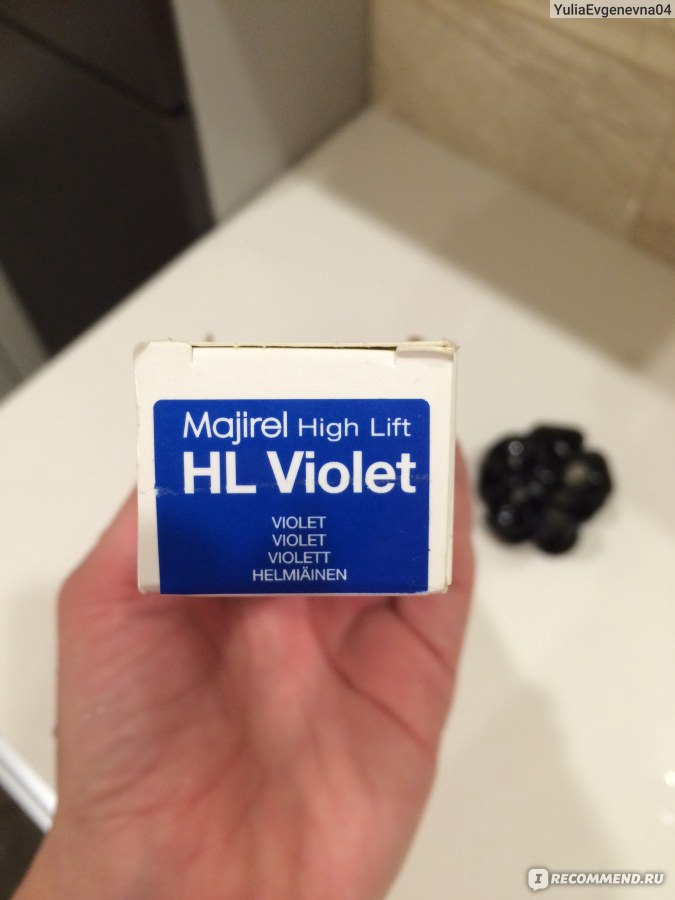 YuliaEvgenevna04
Majirel High Lift
HL Violet
VIOLET
VIOLET
VIOLETT
HELMIÄINEN
I RECOMMEND.RU